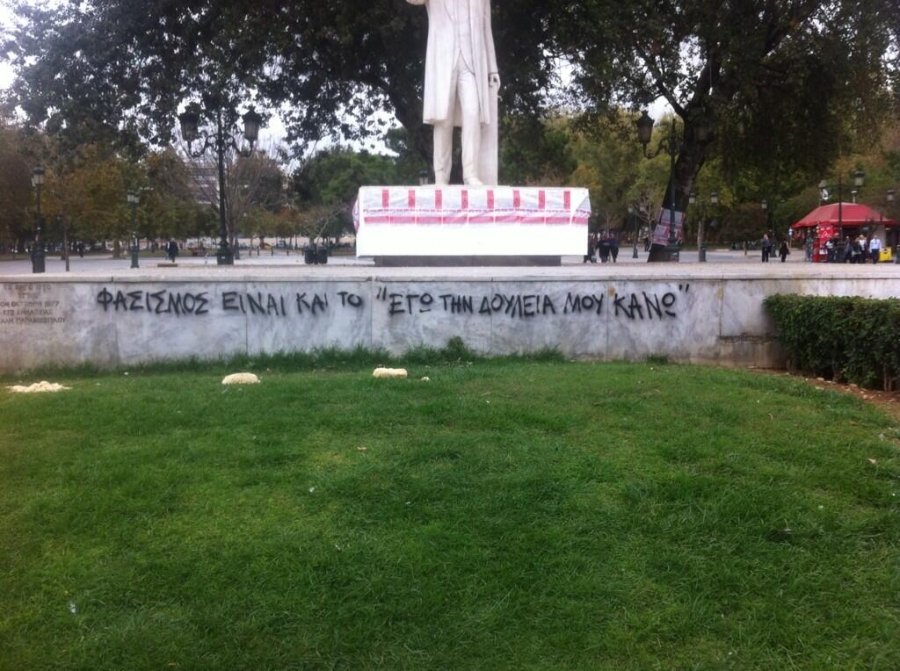 ΦΑΣΙΣΜΟΣ ΕΙΝΑΙ ΚΑΙ ΤΟ "ΕΓΩ ΤΗΝ ΔΟΥΛΕΙΑ ΜΟΥ ΚΑΝΩ"